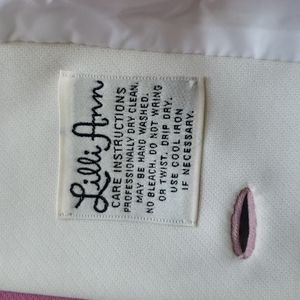 Lilli Ann
CARE INSTRUCTIONS
PROFESSIONALLY DRY CLEAN.
MAY BE HAND WASHED.
NO BLEACH. DO NOT WRING
OR TWIST. DRIP DRY.
USE COOL IRON
IF NECESSARY.